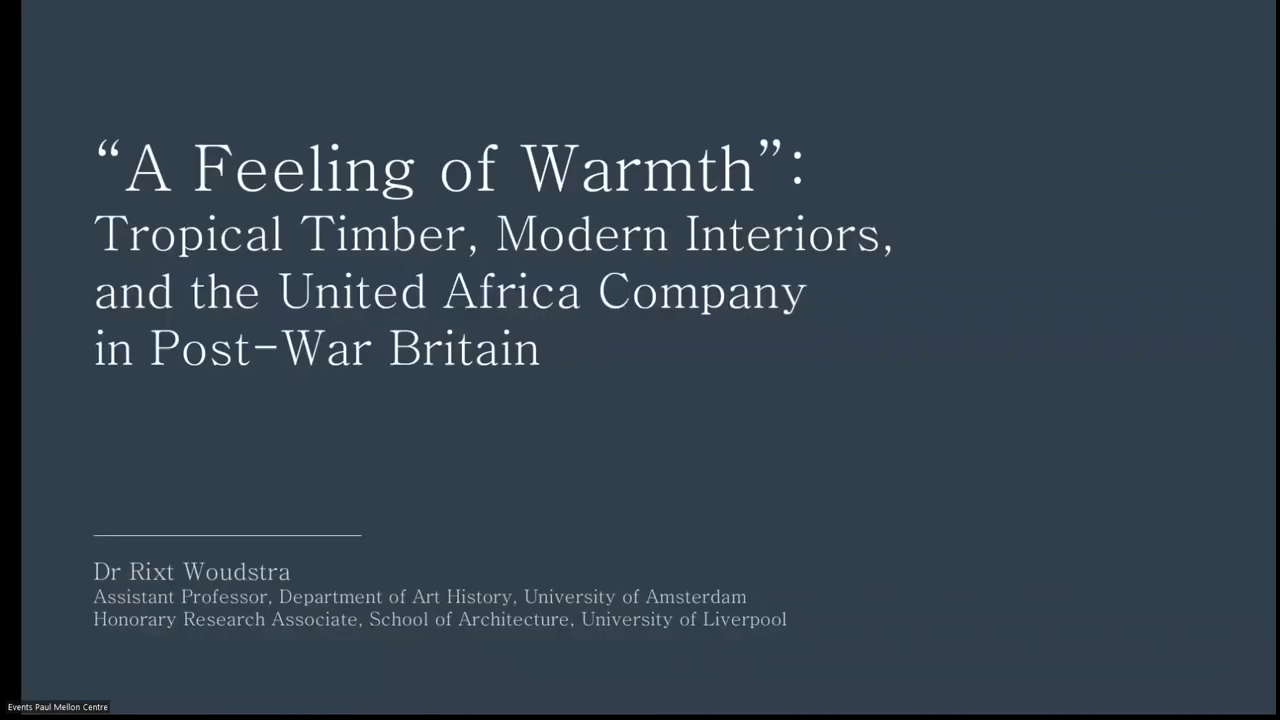 “A Feeling of Warmth”:
Tropical Timber, Modern Interiors,
and the United Africa Company
in Post-War Britain
Dr Rixt Woudstra
Assistant Professor, Department of Art History, University of Amsterdam
Honorary Research Associate, School of Architecture, University of Liverpool
Events Paul Mellon Centre